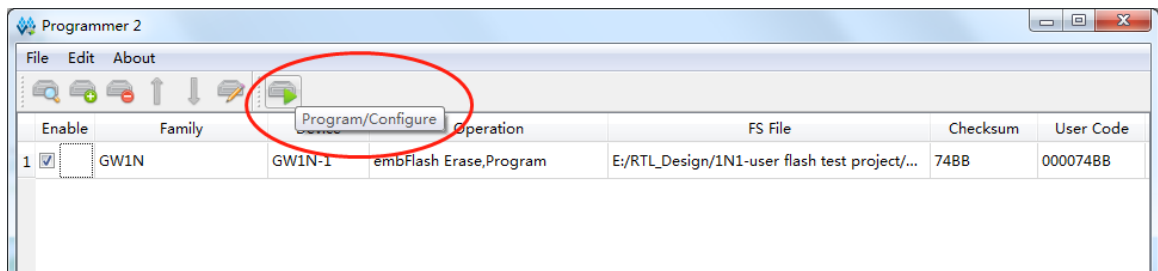 Programmer 2
File Edit About
Program/Configure
Enable Family Operation FS File Checksum User Code
1 GW1N GW1N-1 embFlash Erase,Program E:/RTL_Design/1N1-user flash test project/... 74BB 000074BB